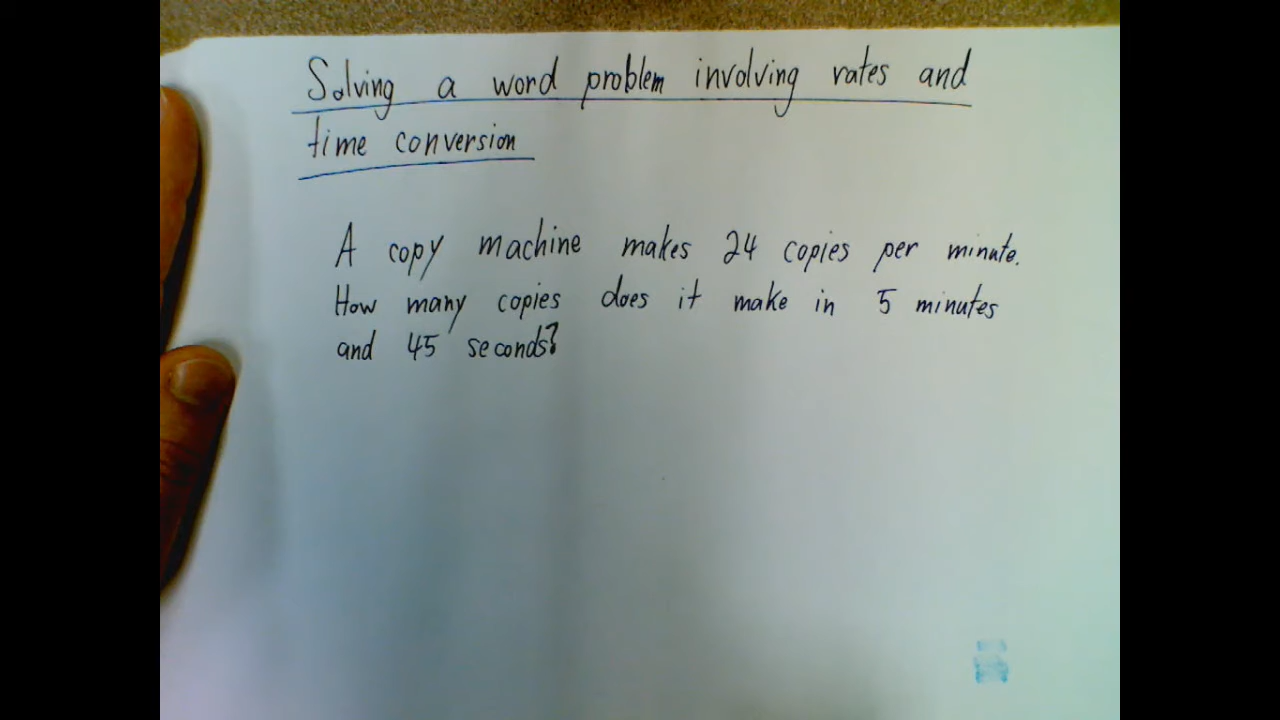 Solving a word problem involving rates and
time conversion
A copy machine makes 24 copies per minute.
How many copies does it make in 5 minutes
and 45 seconds?